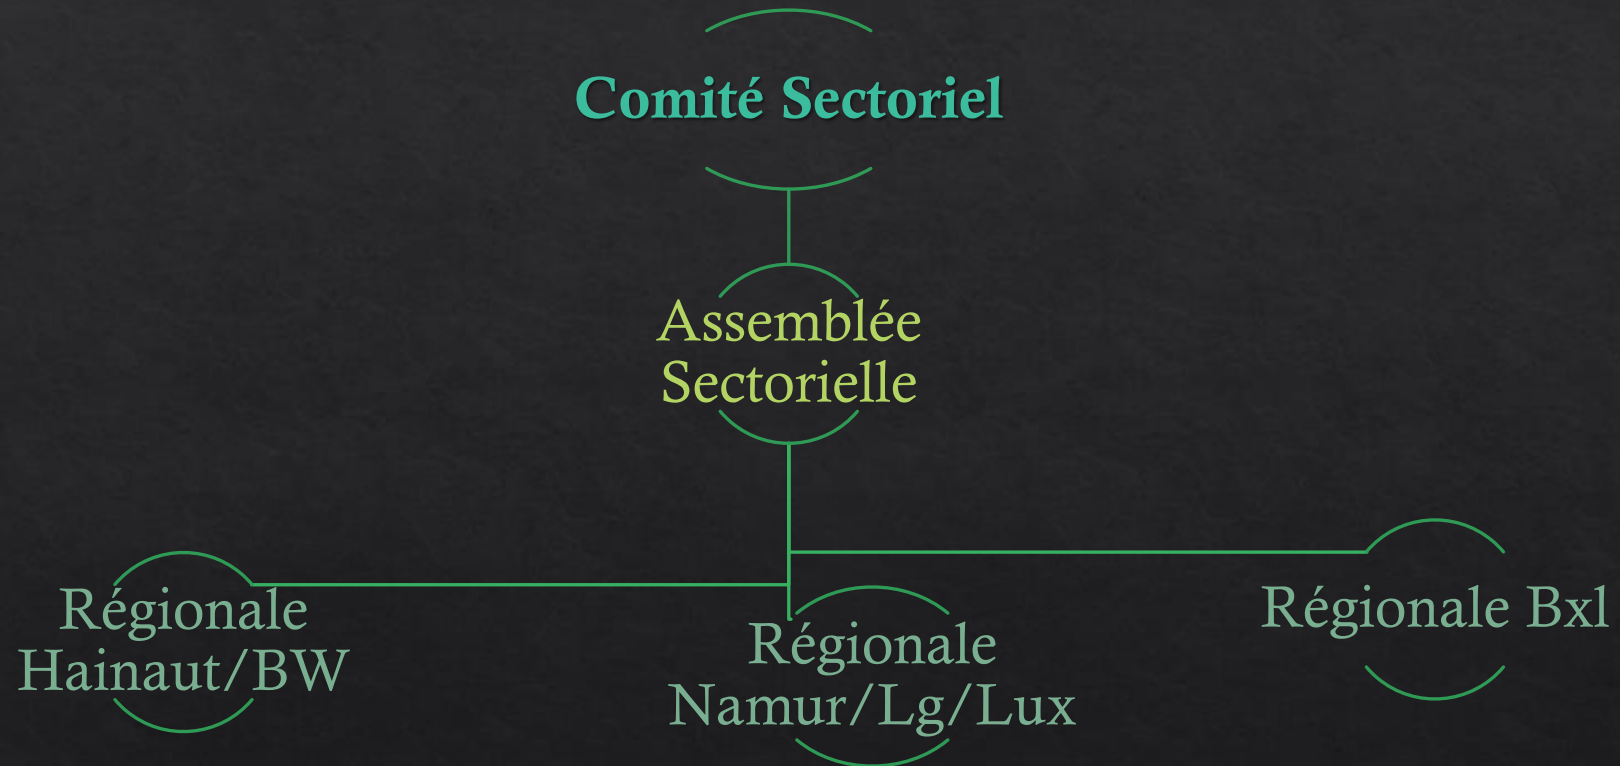 Comité Sectoriel
Assemblée
Sectorielle
Régionale
Hainaut/BW
Régionale
Namur/Lg/Lux
Régionale Bxl